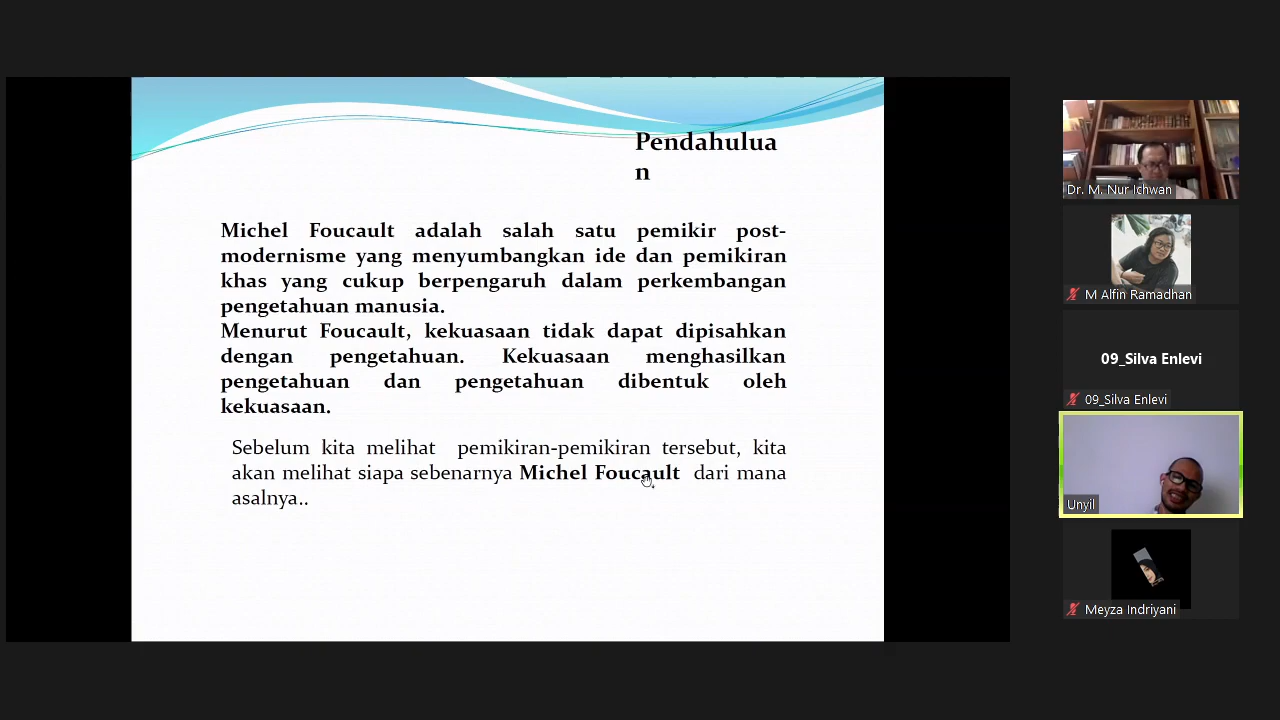 Pendahulua
n
Michel Foucault adalah salah satu pemikir post-
modernisme yang menyumbangkan ide dan pemikiran
khas yang cukup berpengaruh dalam perkembangan
pengetahuan manusia.
Menurut Foucault, kekuasaan tidak dapat dipisahkan
dengan pengetahuan. Kekuasaan menghasilkan
pengetahuan dan pengetahuan dibentuk oleh
kekuasaan.
Sebelum kita melihat pemikiran-pemikiran tersebut, kita
akan melihat siapa sebenarnya Michel Foucault dari mana
asalnya..
Dr. M. Nur Ichwan
M Alfin Ramadhan
09_Silva Enlevi
09_Silva Enlevi
Unyil
Meyza Indriyani